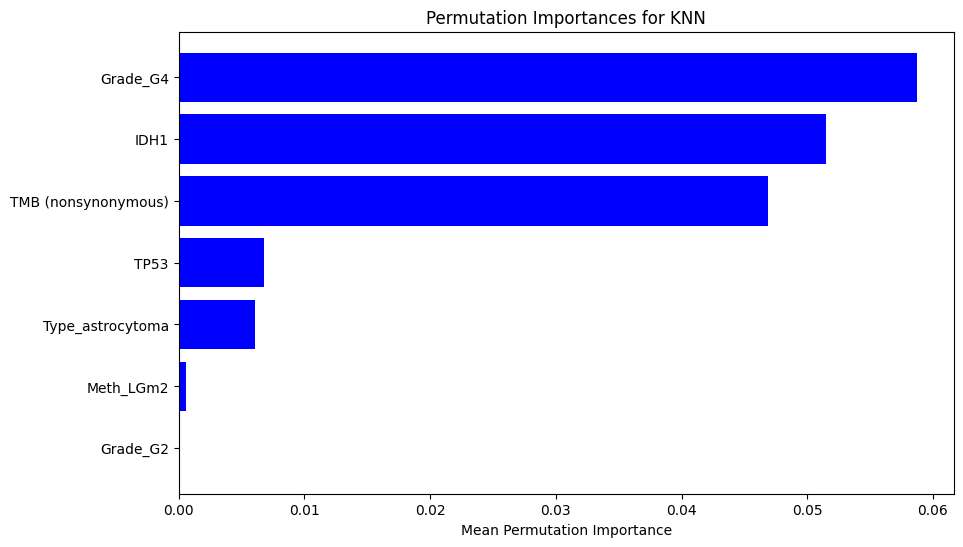 Permutation Importances for KNN
Grade_G4
IDH1
TMB (nonsynonymous)
TP53
Type_astrocytoma
Meth_LGm2
Grade_G2
0.00 0.01 0.02 0.03 0.04 0.05 0.06
Mean Permutation Importance